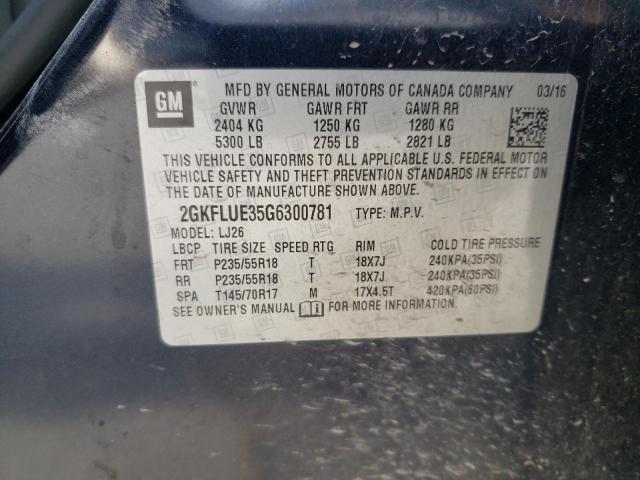 GM
MFD BY GENERAL MOTORS OF CANADA COMPANY 03/16
GVWR GAWR FRT GAWR RR
2404 KG 1250 KG 1280 KG
5300 LB 2755 LB 2821 LB
THIS VEHICLE CONFORMS TO ALL APPLICABLE U.S. FEDERAL MOTOR
VEHICLE SAFETY AND THEFT PREVENTION STANDARDS IN EFFECT ON
THE DATE OF MANUFACTURE SHOWN ABOVE.
2GKFLUE35G6300781 TYPE: M.P.V.
MODEL: LJ26
LBCP TIRE SIZE SPEED RTG RIM COLD TIRE PRESSURE
FRT P235/55R18 T 18X7J 240KPA(35PSI)
RR P235/55R18 T 18X7J 240KPA(35PSI)
SPA T145/70R17 M 17X4.5T 420KPA(60PSI)
SEE OWNER'S MANUAL FOR MORE INFORMATION.